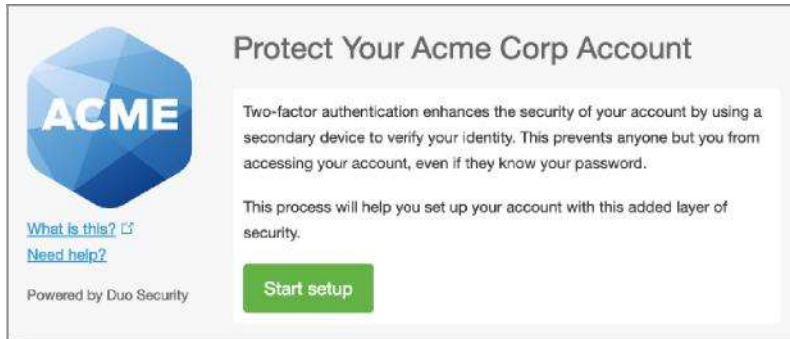 Protect Your Acme Corp Account
ACME
Two-factor authentication enhances the security of your account by using a
secondary device to verify your identity. This prevents anyone but you from
accessing your account, even if they know your password.
This process will help you set up your account with this added layer of
security.
What is this?
Need help?
Powered by Duo Security
Start setup